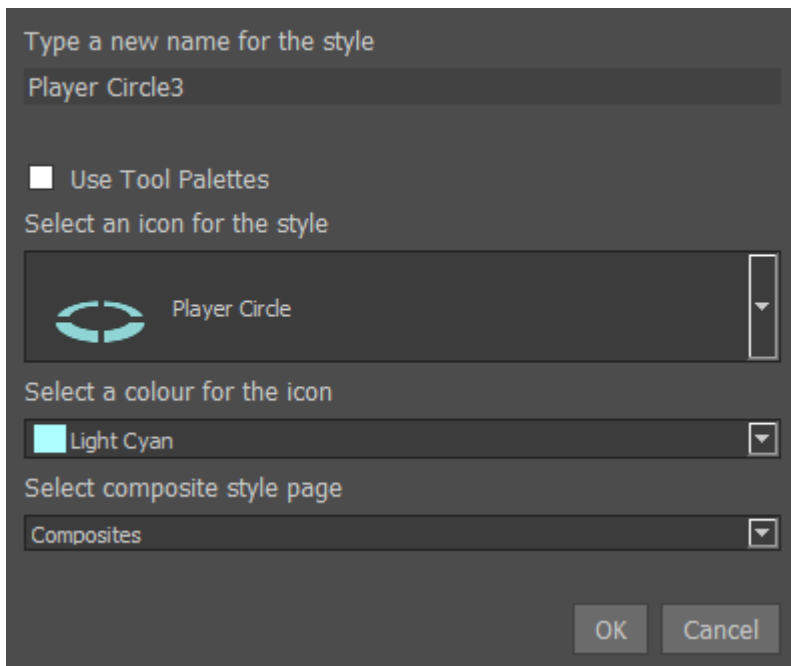 Type a new name for the style
Player Circle3
Use Tool Palettes
Select an icon for the style
Player Circle
Select a colour for the icon
Light Cyan
Select composite style page
Composites
OK
Cancel